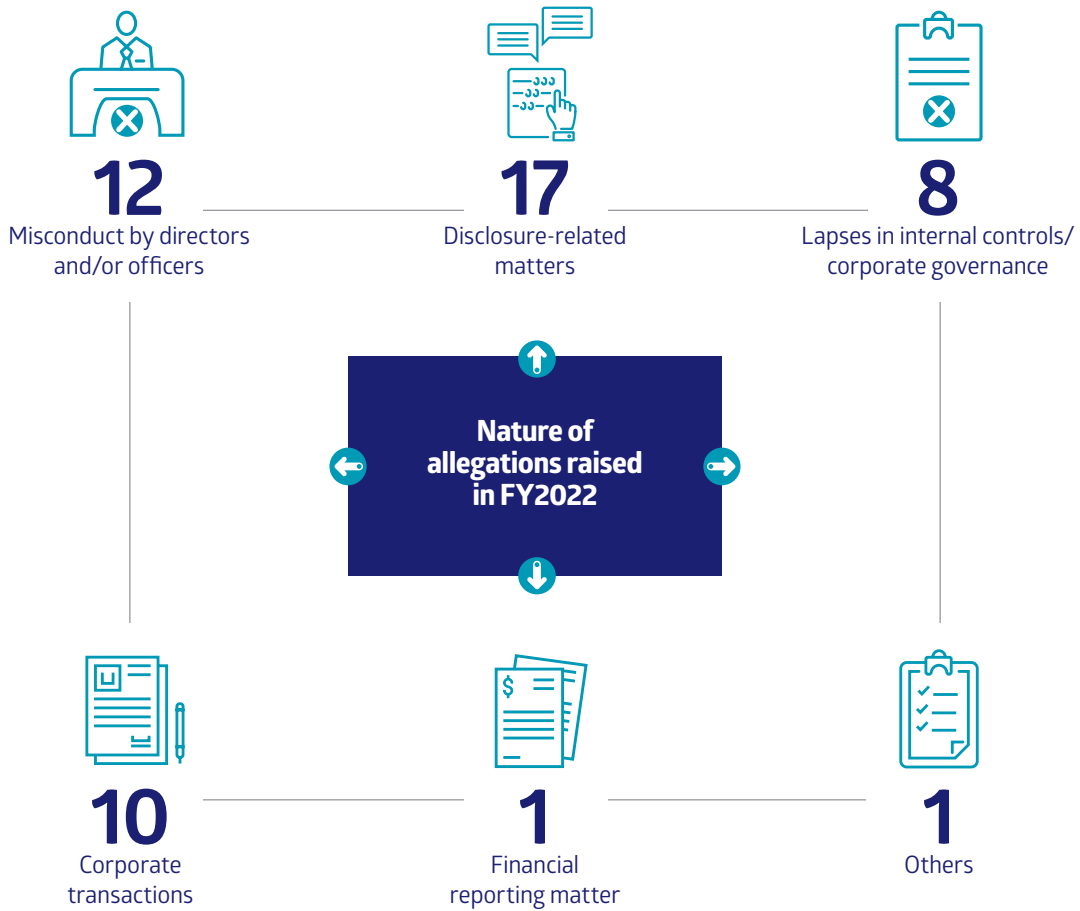 12
Misconduct by directors
and/or officers
17
Disclosure-related
matters
8
Lapses in internal controls/
corporate governance
Nature of
allegations raised
in FY2022
10
Corporate
transactions
$
1
Financial
reporting matter
1
Others